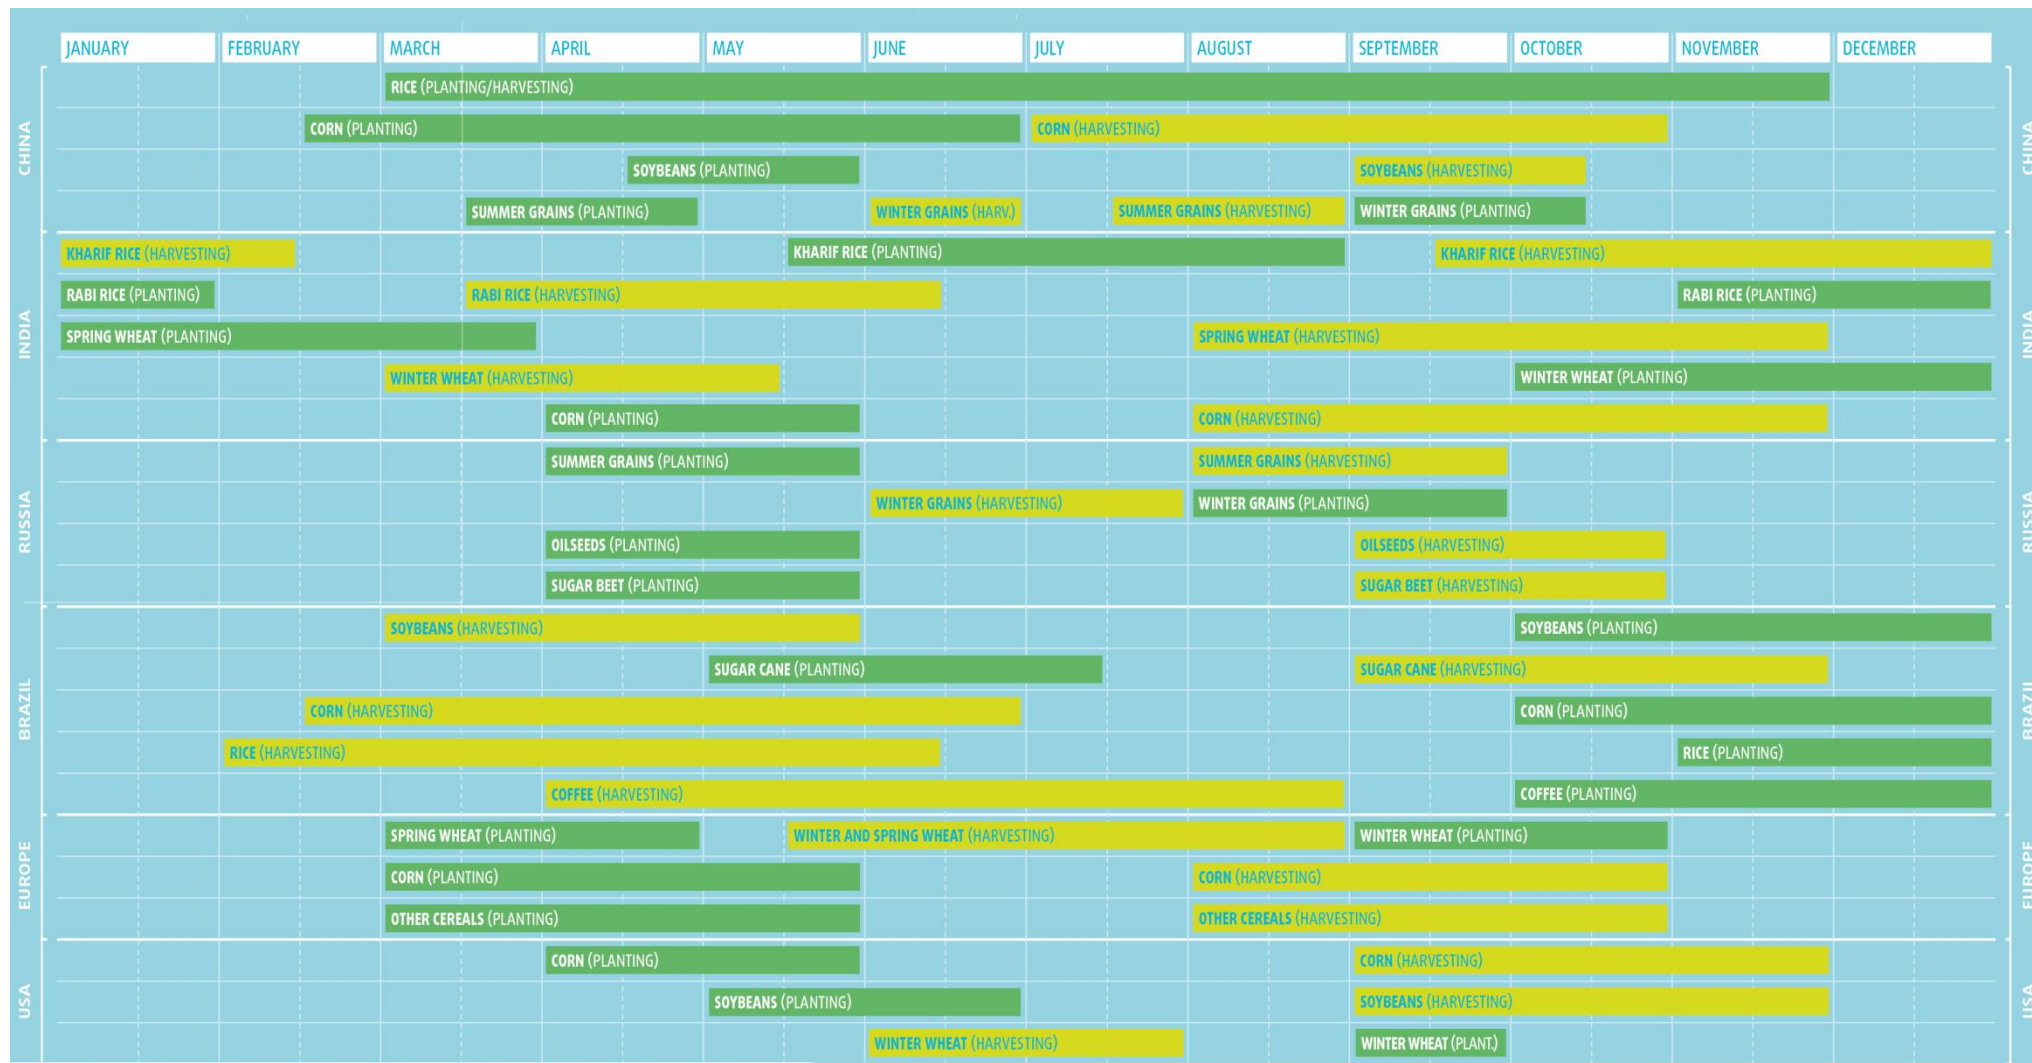 JANUARY FEBRUARY MARCH APRIL MAY JUNE JULY AUGUST SEPTEMBER OCTOBER NOVEMBER DECEMBER
CHINA
RICE (PLANTING/HARVESTING)
CORN (PLANTING) CORN (HARVESTING)
SOYBEANS (PLANTING) SOYBEANS (HARVESTING)
SUMMER GRAINS (PLANTING) WINTER GRAINS (HARV.) SUMMER GRAINS (HARVESTING) WINTER GRAINS (PLANTING)
CHINA
INDIA
KHARIF RICE (HARVESTING) KHARIF RICE (PLANTING) KHARIF RICE (HARVESTING)
RABI RICE (PLANTING) RABI RICE (HARVESTING) RABI RICE (PLANTING)
SPRING WHEAT (PLANTING) SPRING WHEAT (HARVESTING)
WINTER WHEAT (HARVESTING) WINTER WHEAT (PLANTING)
CORN (PLANTING) CORN (HARVESTING)
INDIA
RUSSIA
SUMMER GRAINS (PLANTING) SUMMER GRAINS (HARVESTING)
WINTER GRAINS (HARVESTING) WINTER GRAINS (PLANTING)
OILSEEDS (PLANTING) OILSEEDS (HARVESTING)
SUGAR BEET (PLANTING) SUGAR BEET (HARVESTING)
RUSSIA
BRAZIL
SOYBEANS (HARVESTING) SOYBEANS (PLANTING)
SUGAR CANE (PLANTING) SUGAR CANE (HARVESTING)
CORN (HARVESTING) CORN (PLANTING)
RICE (HARVESTING) RICE (PLANTING)
COFFEE (HARVESTING) COFFEE (PLANTING)
BRAZIL
EUROPE
SPRING WHEAT (PLANTING) WINTER AND SPRING WHEAT (HARVESTING) WINTER WHEAT (PLANTING)
CORN (PLANTING) CORN (HARVESTING)
OTHER CEREALS (PLANTING) OTHER CEREALS (HARVESTING)
EUROPE
USA
CORN (PLANTING) CORN (HARVESTING)
SOYBEANS (PLANTING) SOYBEANS (HARVESTING)
WINTER WHEAT (HARVESTING) WINTER WHEAT (PLANT.)
USA